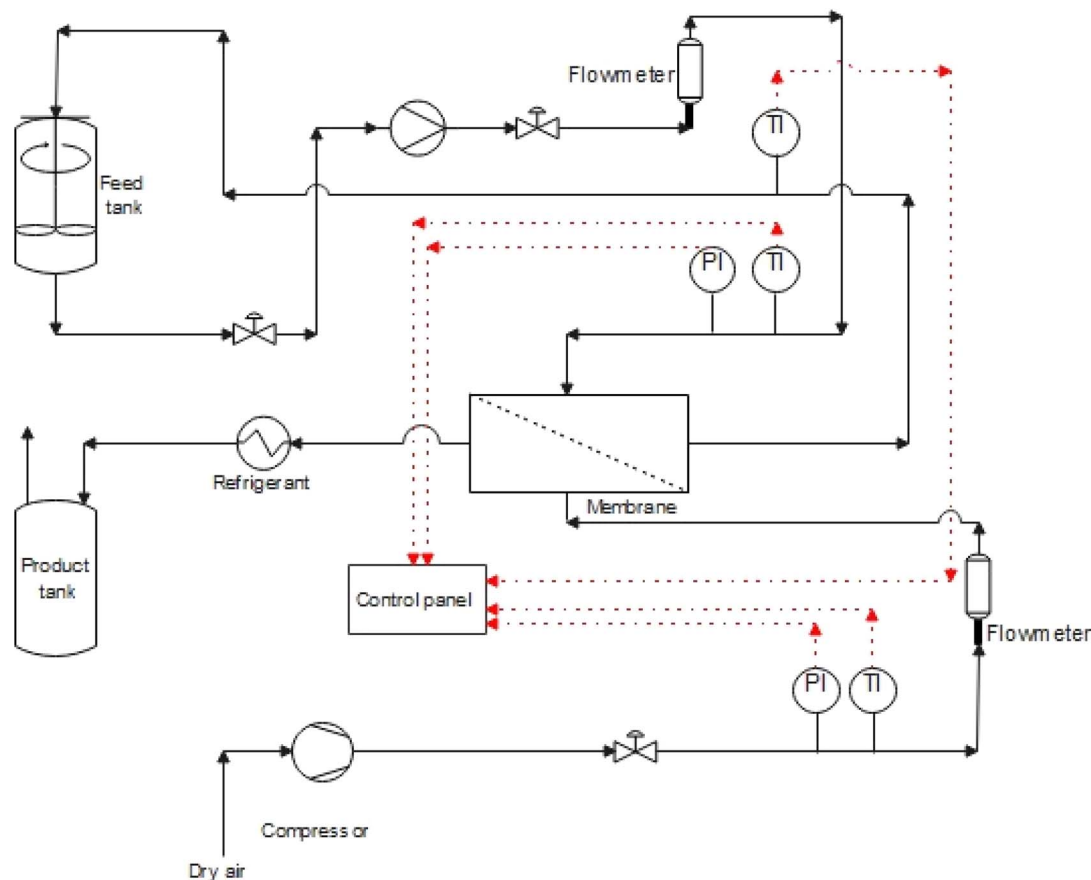 Flowmeter
TI
Feed
tank
PI
TI
Refrigerant
Membrane
Product
tank
Control panel
Flowmeter
PI
TI
Compressor
Dry air